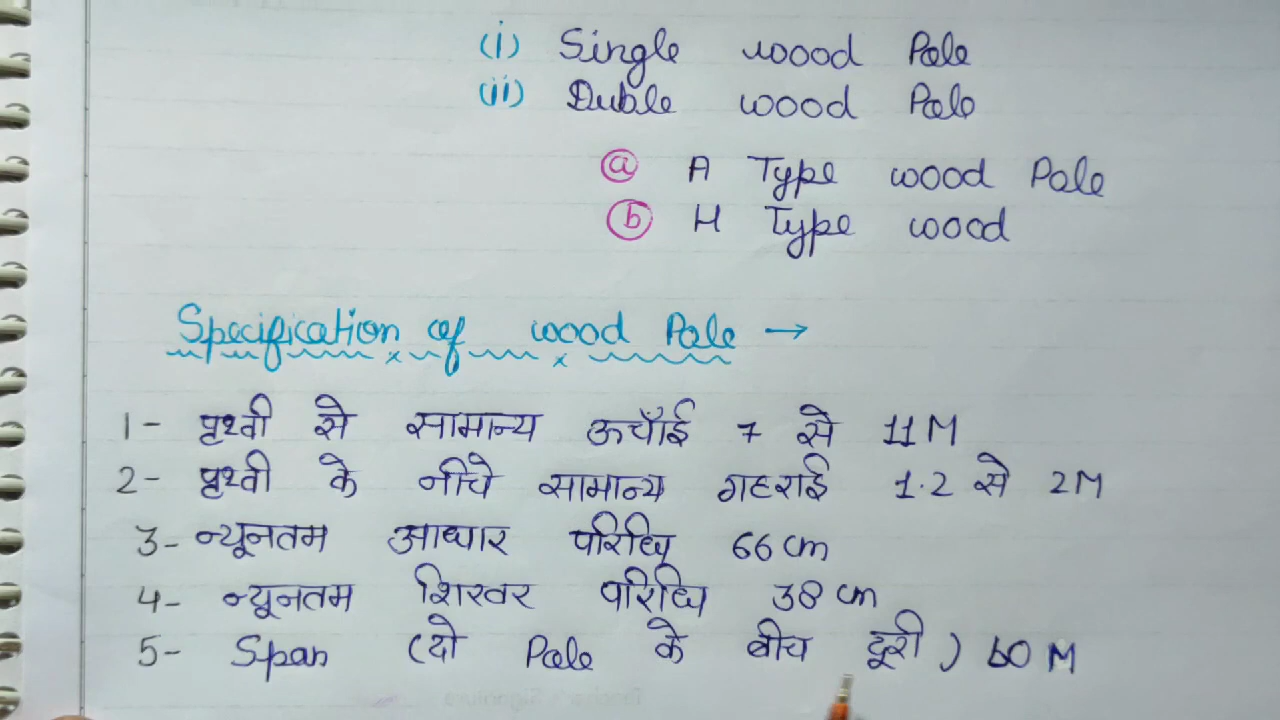 (i) Single wood Pole
(ii) Duble wood Pole
(a) A Type wood Pole
(b) H Type wood
Specification of wood Pole →
1- पृथ्वी से सामान्य ऊचाँई 7 से 11M
2- पृथ्वी के नीचे सामान्य गहराई 1.2 से 2M
3- न्यूनतम आधार परिधि 66 cm
4- न्यूनतम शिखर परिधि 38 cm
5- Span (दो Pole के बीच दूरी) 60 M